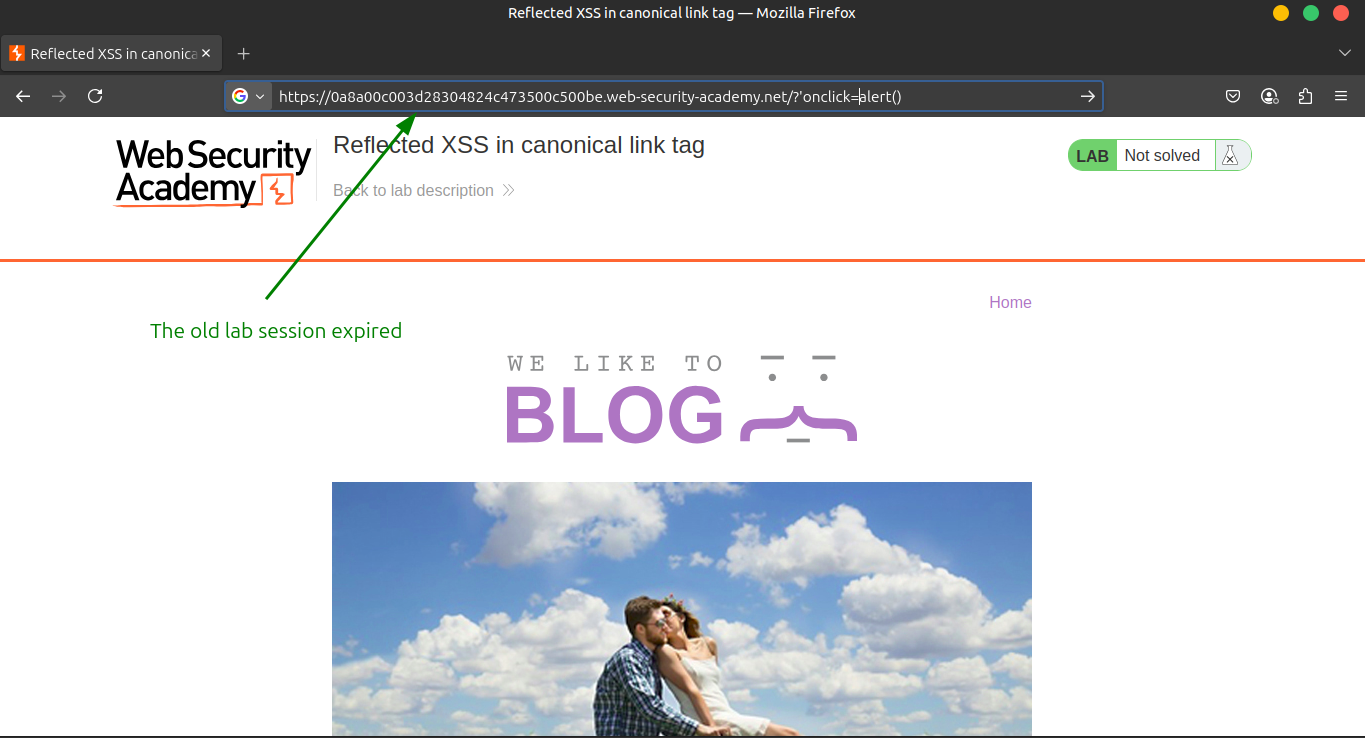 Reflected XSS in canonical link tag — Mozilla Firefox
Reflected XSS in canonica
https://0a8a00c003d28304824c473500c500be.web-security-academy.net/?'onclick=alert()
Web Security
Academy
Reflected XSS in canonical link tag
Back to lab description
LAB Not solved
The old lab session expired
Home
WE LIKE TO
BLOG